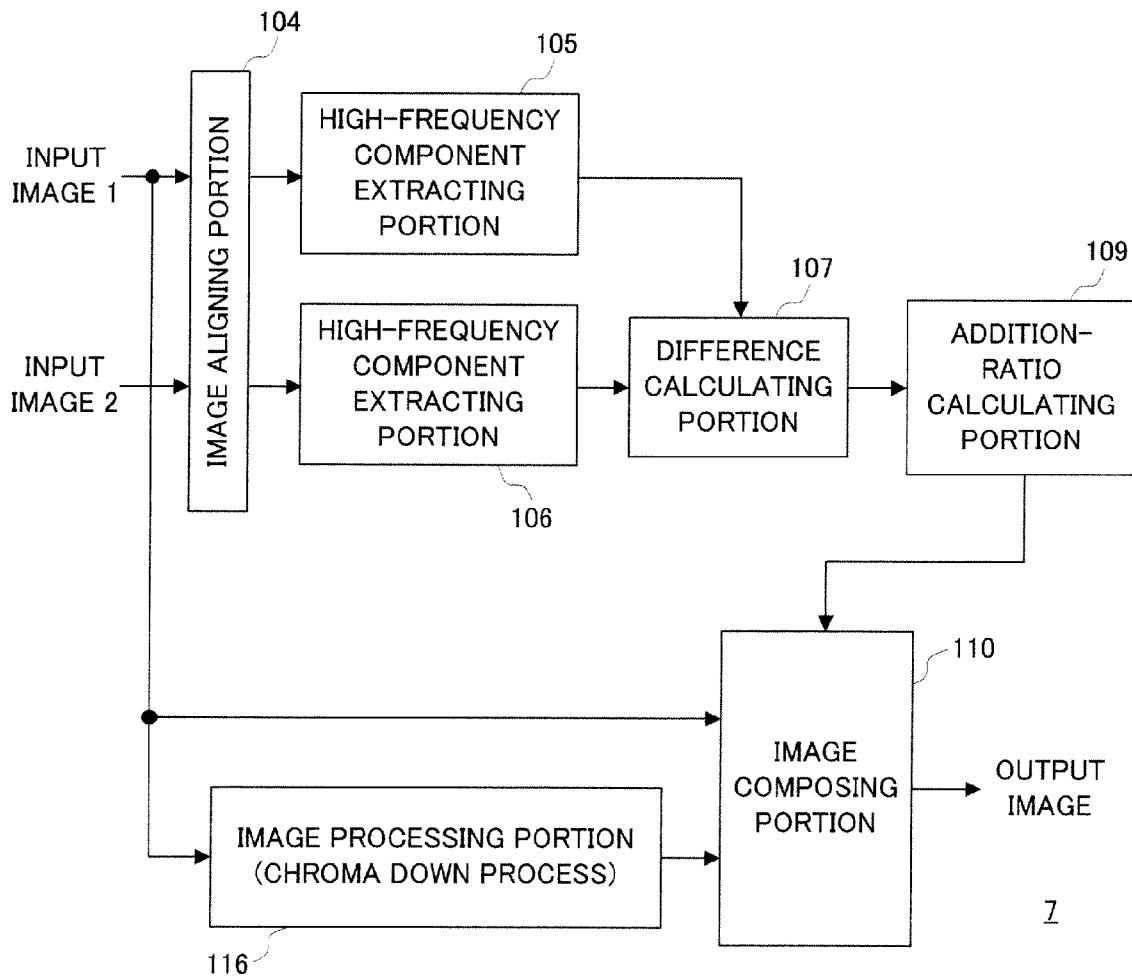 104
105
HIGH-FREQUENCY
COMPONENT
EXTRACTING
PORTION
INPUT
IMAGE 1
IMAGE ALIGNING PORTION
107
109
HIGH-FREQUENCY
COMPONENT
EXTRACTING
PORTION
INPUT
IMAGE 2
DIFFERENCE
CALCULATING
PORTION
ADDITION-
RATIO
CALCULATING
PORTION
106
110
IMAGE
COMPOSING
PORTION
OUTPUT
IMAGE
IMAGE PROCESSING PORTION
(CHROMA DOWN PROCESS)
7
116